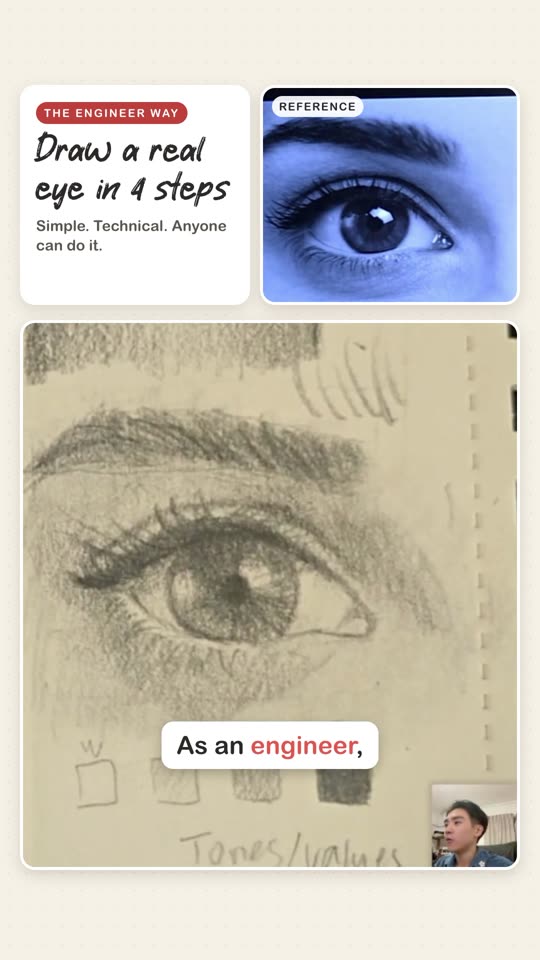 THE ENGINEER WAY
Draw a real
eye in 4 steps
Simple. Technical. Anyone
can do it.
REFERENCE
As an engineer,
Tones/values